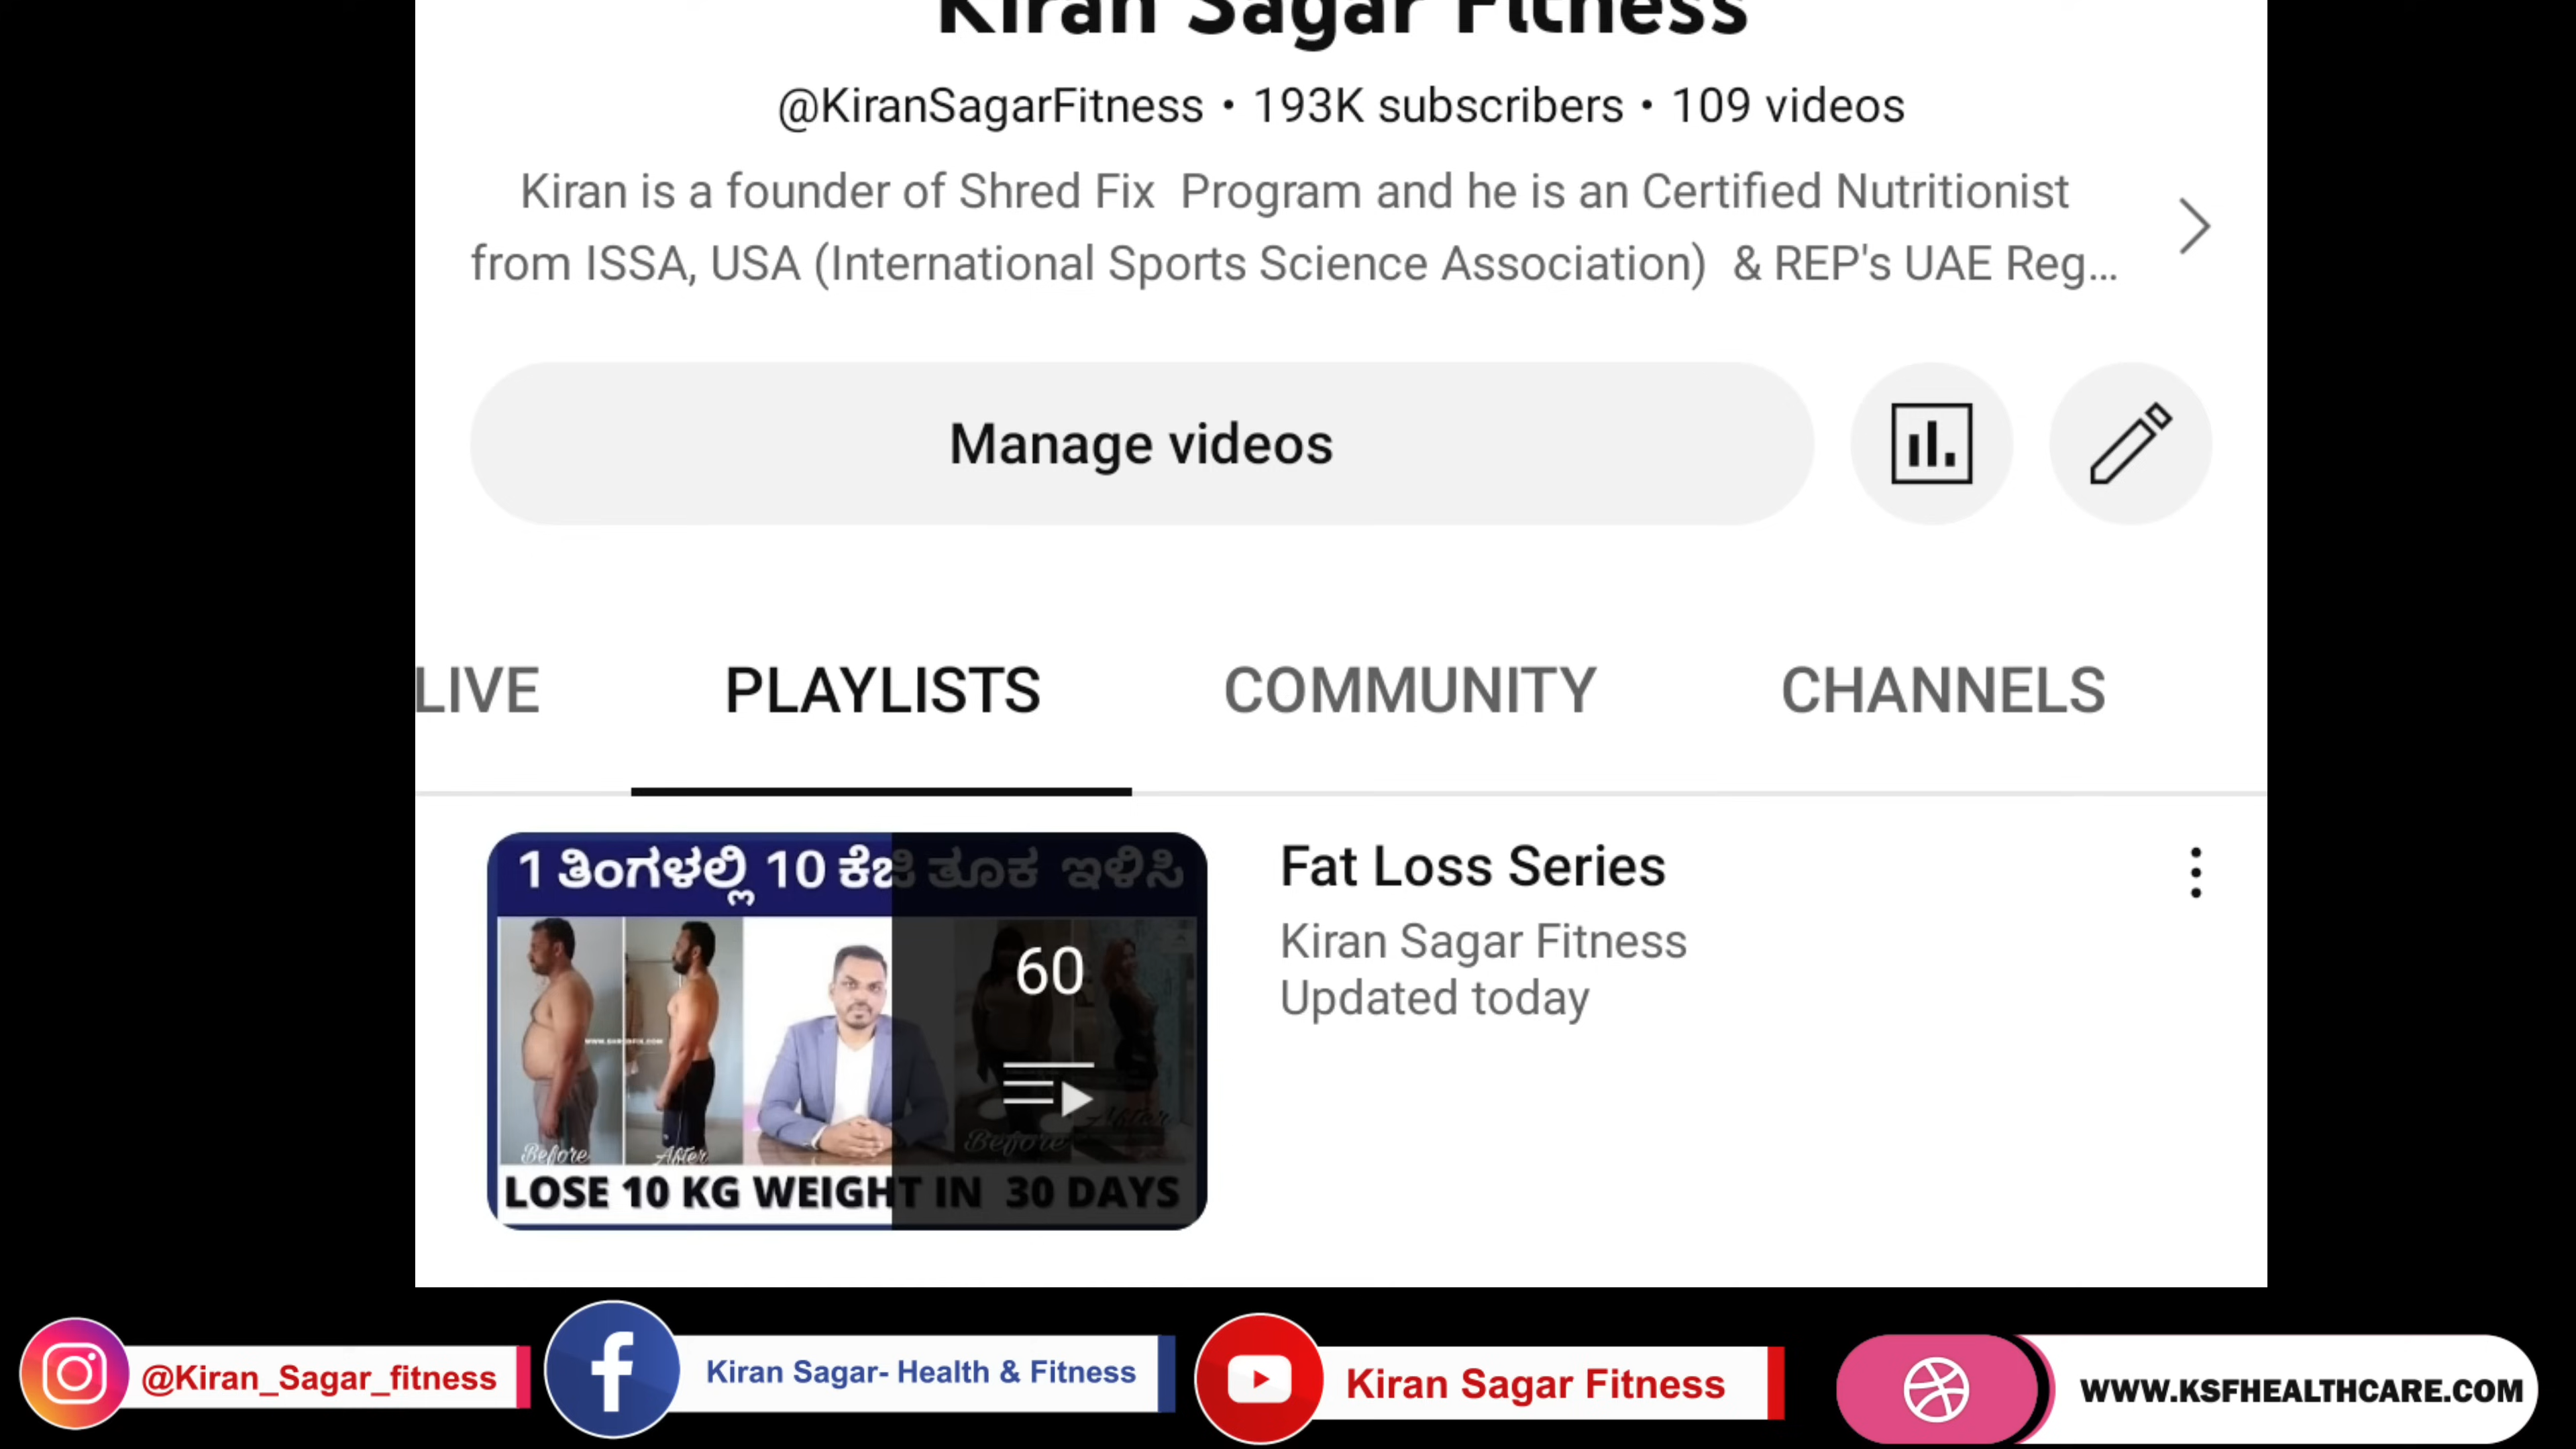 Kiran Sagar Fitness
@KiranSagarFitness • 193K subscribers • 109 videos
Kiran is a founder of Shred Fix Program and he is an Certified Nutritionist
from ISSA, USA (International Sports Science Association) & REP's UAE Reg...
Manage videos
LIVE PLAYLISTS COMMUNITY CHANNELS
1 ತಿಂಗಳಲ್ಲಿ 10 ಕೆಜಿ ತೂಕ ಇಳಿಸಿ
60
Before After Before After
LOSE 10 KG WEIGHT IN 30 DAYS
Fat Loss Series
Kiran Sagar Fitness
Updated today
@Kiran_Sagar_fitness
Kiran Sagar- Health & Fitness
Kiran Sagar Fitness
WWW.KSFHEALTHCARE.COM